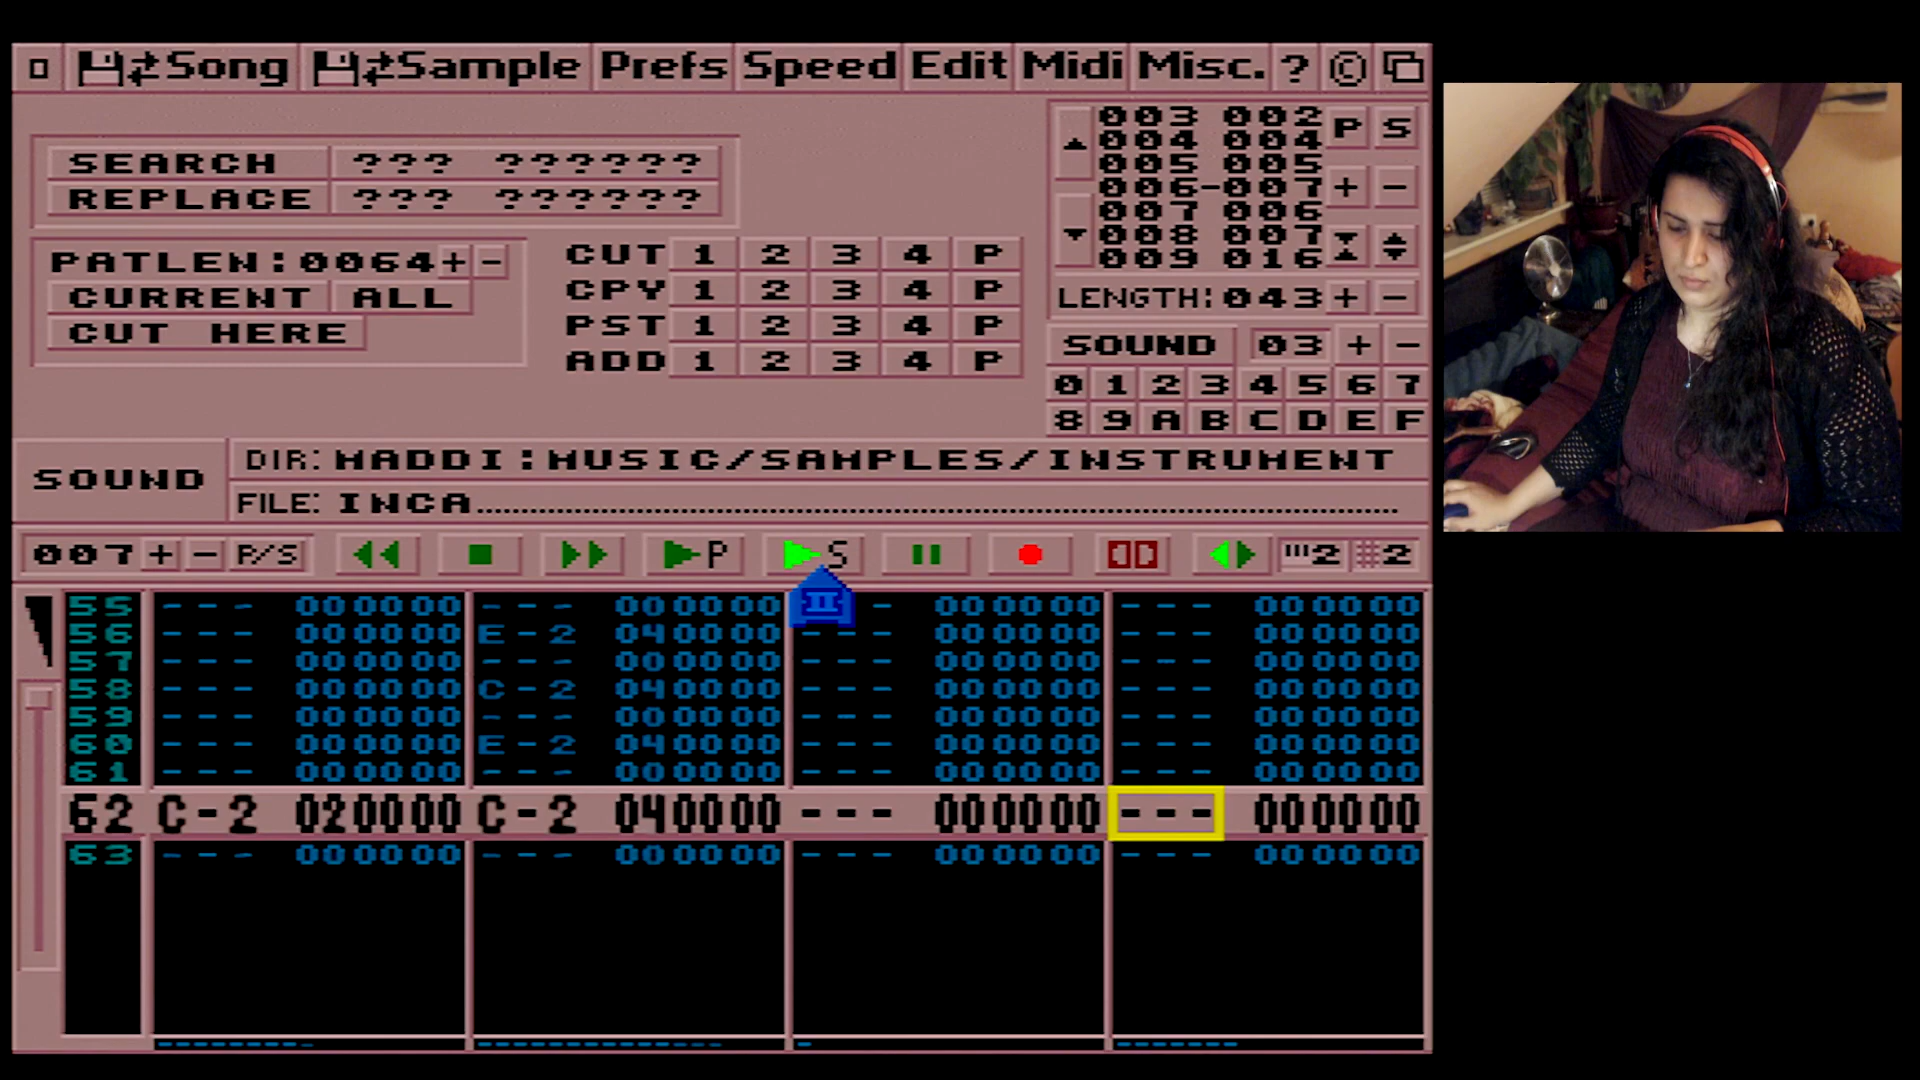 Song Sample Prefs Speed Edit Midi Misc. ? ©
SEARCH ??? ??????
REPLACE ??? ??????
PATLEN:0064 + -
CURRENT ALL
CUT HERE
CUT 1 2 3 4 P
CPY 1 2 3 4 P
PST 1 2 3 4 P
ADD 1 2 3 4 P
003 002 P S
004 004
005 005
006-007 + -
007 006
008 007
009 016
LENGTH:043 + -
SOUND 03 + -
0 1 2 3 4 5 6 7
8 9 A B C D E F
SOUND
DIR: HADDI:MUSIC/SAMPLES/INSTRUMENT
FILE: INCA
007 + - P/S P S 2 2
55 --- 000000 --- 000000 - 000000 --- 000000
56 --- 000000 E-2 040000 --- 000000 --- 000000
57 --- 000000 --- 000000 --- 000000 --- 000000
58 --- 000000 C-2 040000 --- 000000 --- 000000
59 --- 000000 --- 000000 --- 000000 --- 000000
60 --- 000000 E-2 040000 --- 000000 --- 000000
61 --- 000000 --- 000000 --- 000000 --- 000000
62 C-2 020000 C-2 040000 --- 000000 --- 000000
63 --- 000000 --- 000000 --- 000000 --- 000000